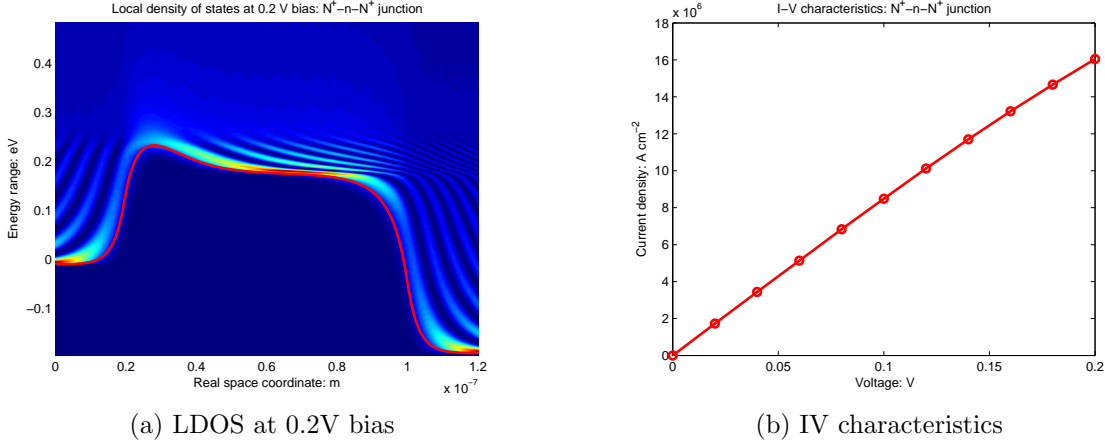 Local density of states at 0.2 V bias: N⁺−n−N⁺ junction
Energy range: eV
0.4
0.3
0.2
0.1
0
−0.1
0
0.2
0.4
0.6
0.8
1
1.2
x 10⁻⁷
Real space coordinate: m
(a) LDOS at 0.2V bias
I−V characteristics: N⁺−n−N⁺ junction
x 10⁶
Current density: A cm⁻²
18
16
14
12
10
8
6
4
2
0
0
0.05
0.1
0.15
0.2
Voltage: V
(b) IV characteristics